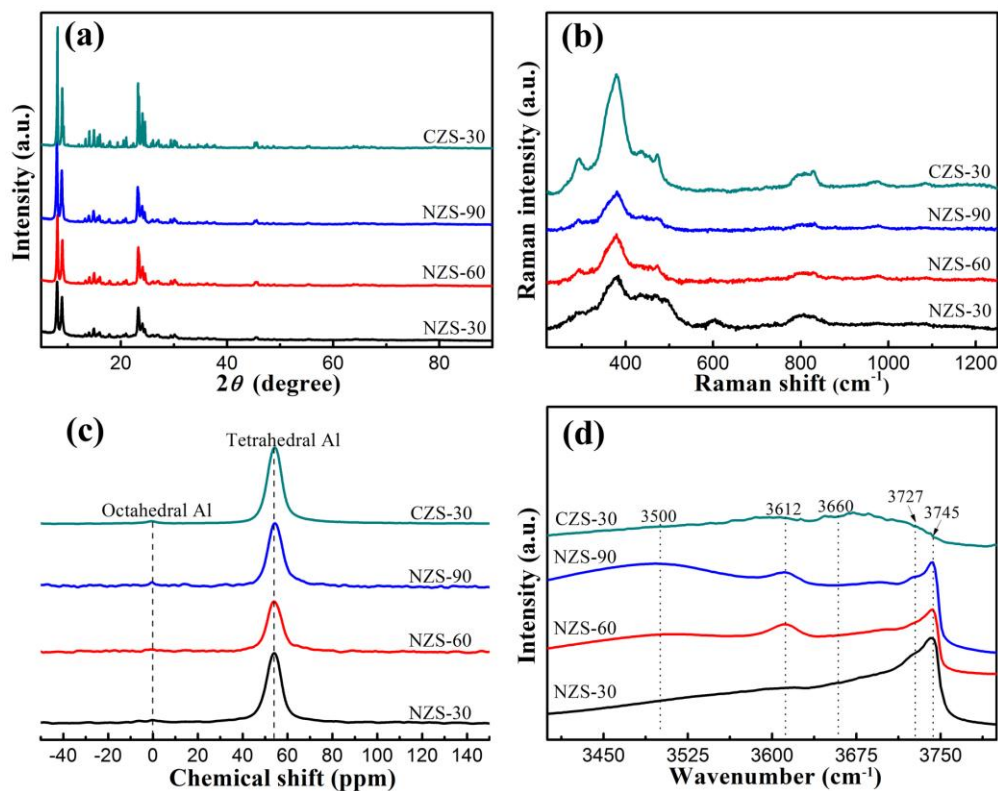 (a)
CZS-30
NZS-90
NZS-60
NZS-30
Intensity (a.u.)
20 40 60 80
2θ (degree)
(b)
CZS-30
NZS-90
NZS-60
NZS-30
Raman intensity (a.u.)
400 600 800 1000 1200
Raman shift (cm-1)
(c)
Tetrahedral Al
Octahedral Al
CZS-30
NZS-90
NZS-60
NZS-30
-50 -40 -20 0 20 40 60 80 100 120 140
Chemical shift (ppm)
(d)
3727
3745
3500 3612 3660
CZS-30
NZS-90
NZS-60
NZS-30
Intensity (a.u.)
3450 3525 3600 3675 3750
Wavenumber (cm-1)